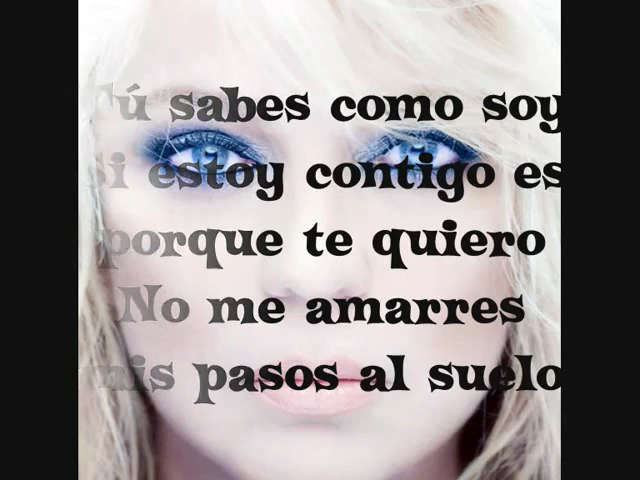 Tú sabes como soy
Si estoy contigo es
porque te quiero
No me amarres
mis pasos al suelo